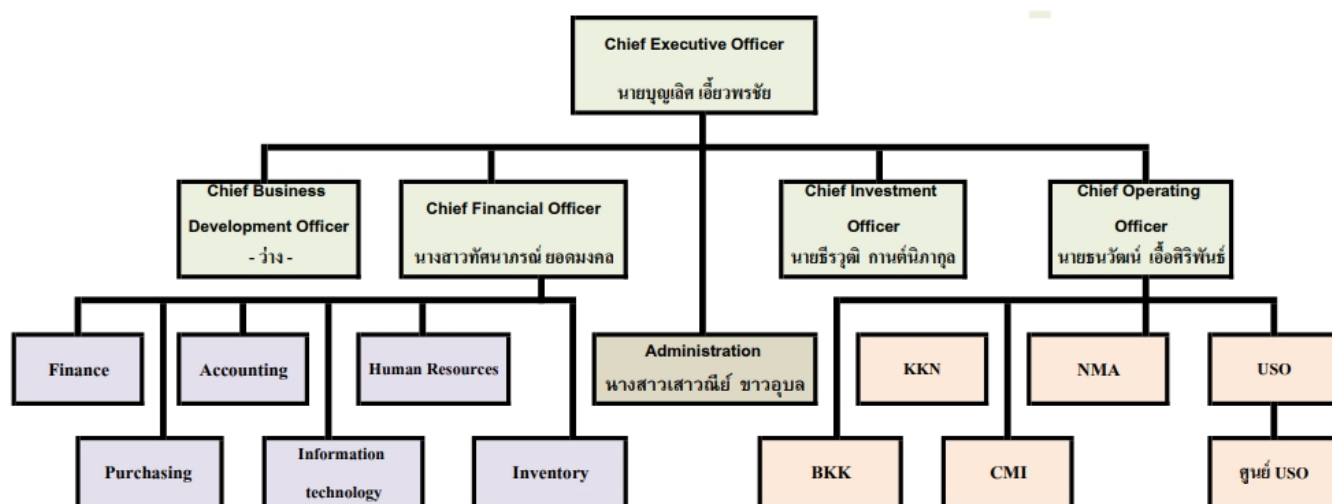 Chief Executive Officer
นายบุญเลิศ เอี้ยวพรชัย
Chief Business
Development Officer
- ว่าง -
Chief Financial Officer
นางสาวทัศนาภรณ์ ยอดมงคล
Chief Investment
Officer
นายธีรวุฒิ กานต์นิภากุล
Chief Operating
Officer
นายธนวัฒน์ เอื้อศิริพันธ์
Finance
Accounting
Human Resources
Administration
นางสาวเสาวณีย์ ขาวอุบล
KKN
NMA
USO
Purchasing
Information
technology
Inventory
BKK
CMI
ศูนย์ USO